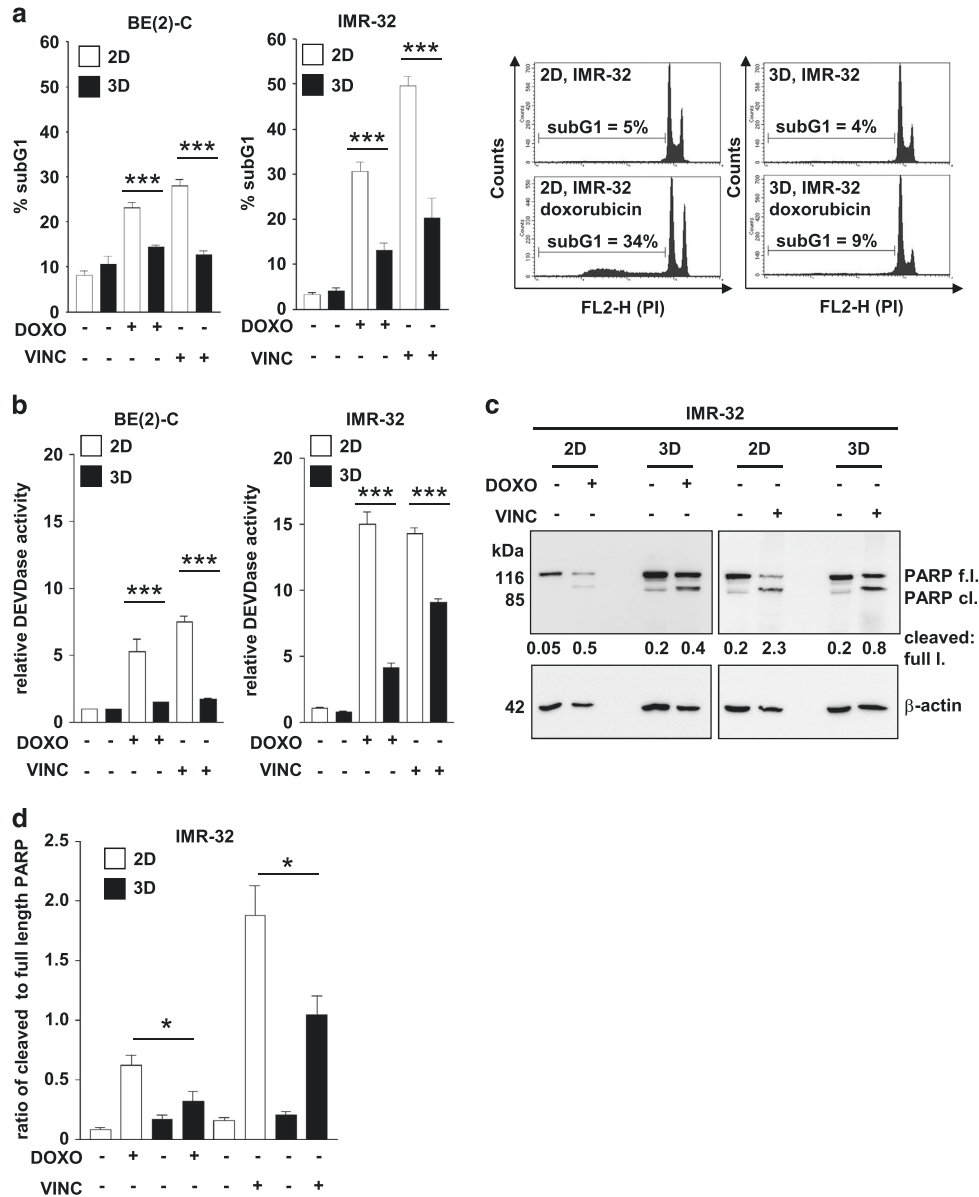 a
BE(2)-C
2D
3D
% subG1
60
50
40
30
20
10
0
***
***
DOXO - - + + - -
VINC - - - - + +
IMR-32
2D
3D
% subG1
60
50
40
30
20
10
0
***
***
DOXO - - + + - -
VINC - - - - + +
Counts
2D, IMR-32
subG1 = 5%
3D, IMR-32
subG1 = 4%
2D, IMR-32
doxorubicin
subG1 = 34%
3D, IMR-32
doxorubicin
subG1 = 9%
Counts
FL2-H (PI)
FL2-H (PI)
b
BE(2)-C
2D
3D
relative DEVDase activity
20
15
10
5
0
***
***
DOXO - - + + - -
VINC - - - - + +
IMR-32
2D
3D
relative DEVDase activity
20
15
10
5
0
***
***
DOXO - - + + - -
VINC - - - - + +
c
IMR-32
2D 3D 2D 3D
DOXO - + - + - - - -
VINC - - - - - + - +
kDa
116
85
PARP f.l.
PARP cl.
0.05 0.5 0.2 0.4 0.2 2.3 0.2 0.8
cleaved:
full l.
42
β-actin
d
IMR-32
2D
3D
ratio of cleaved to full length PARP
2.5
2.0
1.5
1.0
0.5
0
*
*
DOXO - + - + - - - -
VINC - - - - - + - +